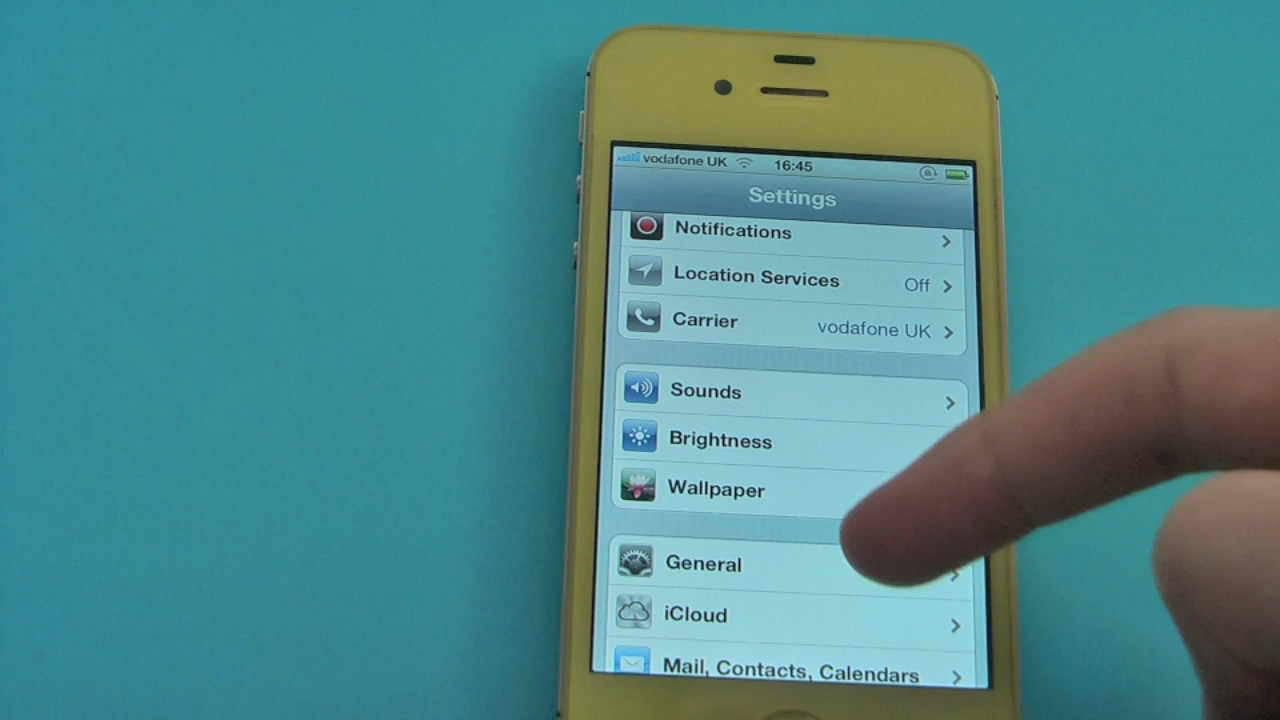 vodafone UK 16:45
Settings
Notifications
Location Services Off
Carrier vodafone UK
Sounds
Brightness
Wallpaper
General
iCloud
Mail, Contacts, Calendars